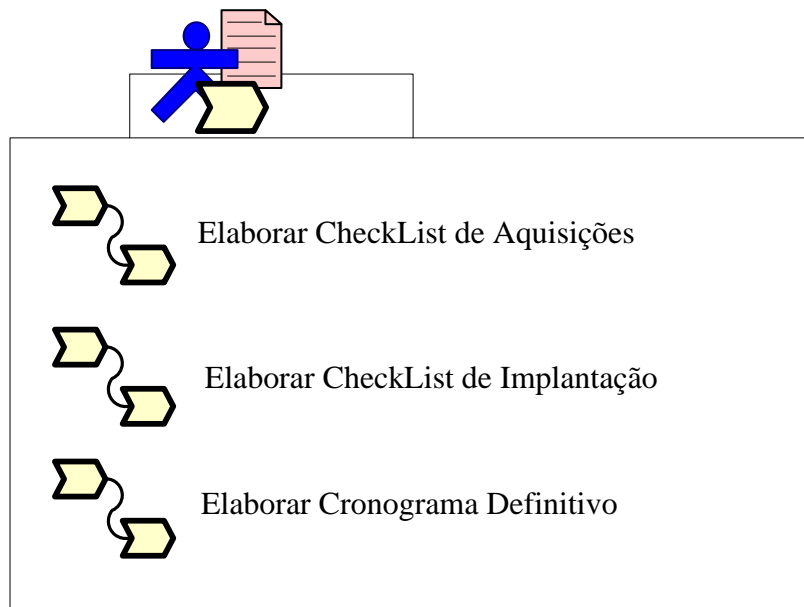 Elaborar CheckList de Aquisições
Elaborar CheckList de Implantação
Elaborar Cronograma Definitivo